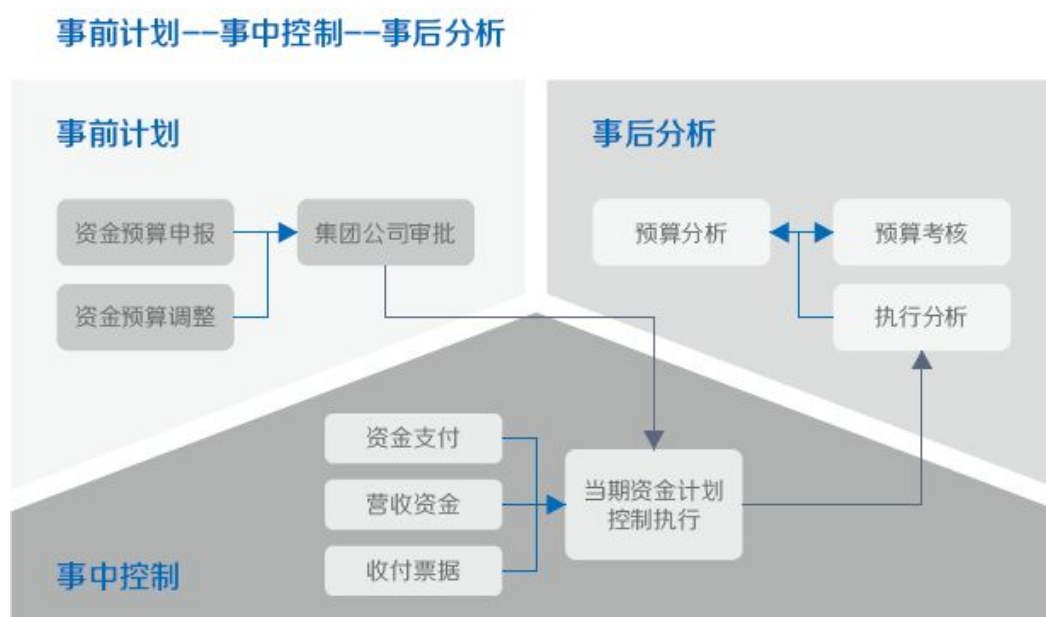 事前计划--事中控制--事后分析
事前计划
资金预算申报
集团公司审批
资金预算调整
事后分析
预算分析
预算考核
执行分析
资金支付
营收资金
收付票据
当期资金计划
控制执行
事中控制